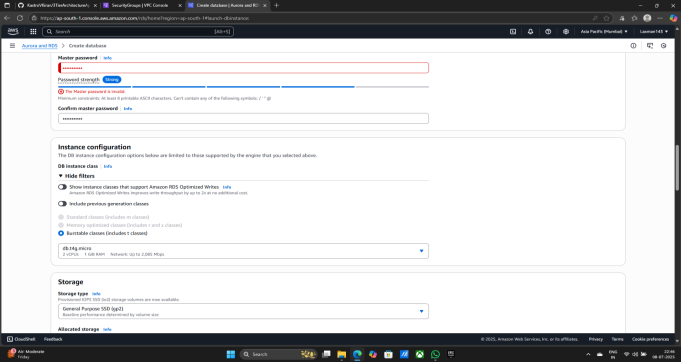 KastroVKiran/3TierArchitecture/
SecurityGroups | VPC Console
Create database | Aurora and RDS
https://ap-south-1.console.aws.amazon.com/rds/home?region=ap-south-1#launch-dbinstance:
aws
Search
[Alt+S]
Asia Pacific (Mumbai)
Laxman143
Aurora and RDS > Create database
Master password | Info
••••••••••
Password strength Strong
The Master password is invalid.
Minimum constraints: At least 8 printable ASCII characters. Can't contain any of the following symbols: / ' " @
Confirm master password | Info
••••••••••
Instance configuration
The DB instance configuration options below are limited to those supported by the engine that you selected above.
DB instance class | Info
▼ Hide filters
Show instance classes that support Amazon RDS Optimized Writes Info
Amazon RDS Optimized Writes improves write throughput by up to 2x at no additional cost.
Include previous generation classes
Standard classes (includes m classes)
Memory optimized classes (includes r and x classes)
Burstable classes (includes t classes)
db.t4g.micro
2 vCPUs 1 GiB RAM Network: Up to 2,085 Mbps
Storage
Storage type Info
Provisioned IOPS SSD (io2) storage volumes are now available.
General Purpose SSD (gp2)
Baseline performance determined by volume size
Allocated storage Info
CloudShell Feedback
© 2025, Amazon Web Services, Inc. or its affiliates. Privacy Terms Cookie preferences
Air: Moderate
Friday
Search
ENG
IN
22:46
08-07-2025